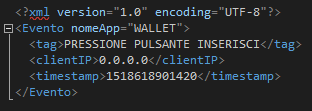 <?xml version="1.0" encoding="UTF-8"?>
<Evento nomeApp="WALLET">
<tag>PRESSIONE PULSANTE INSERISCI</tag>
<clientIP>0.0.0.0</clientIP>
<timestamp>1518618901420</timestamp>
</Evento>